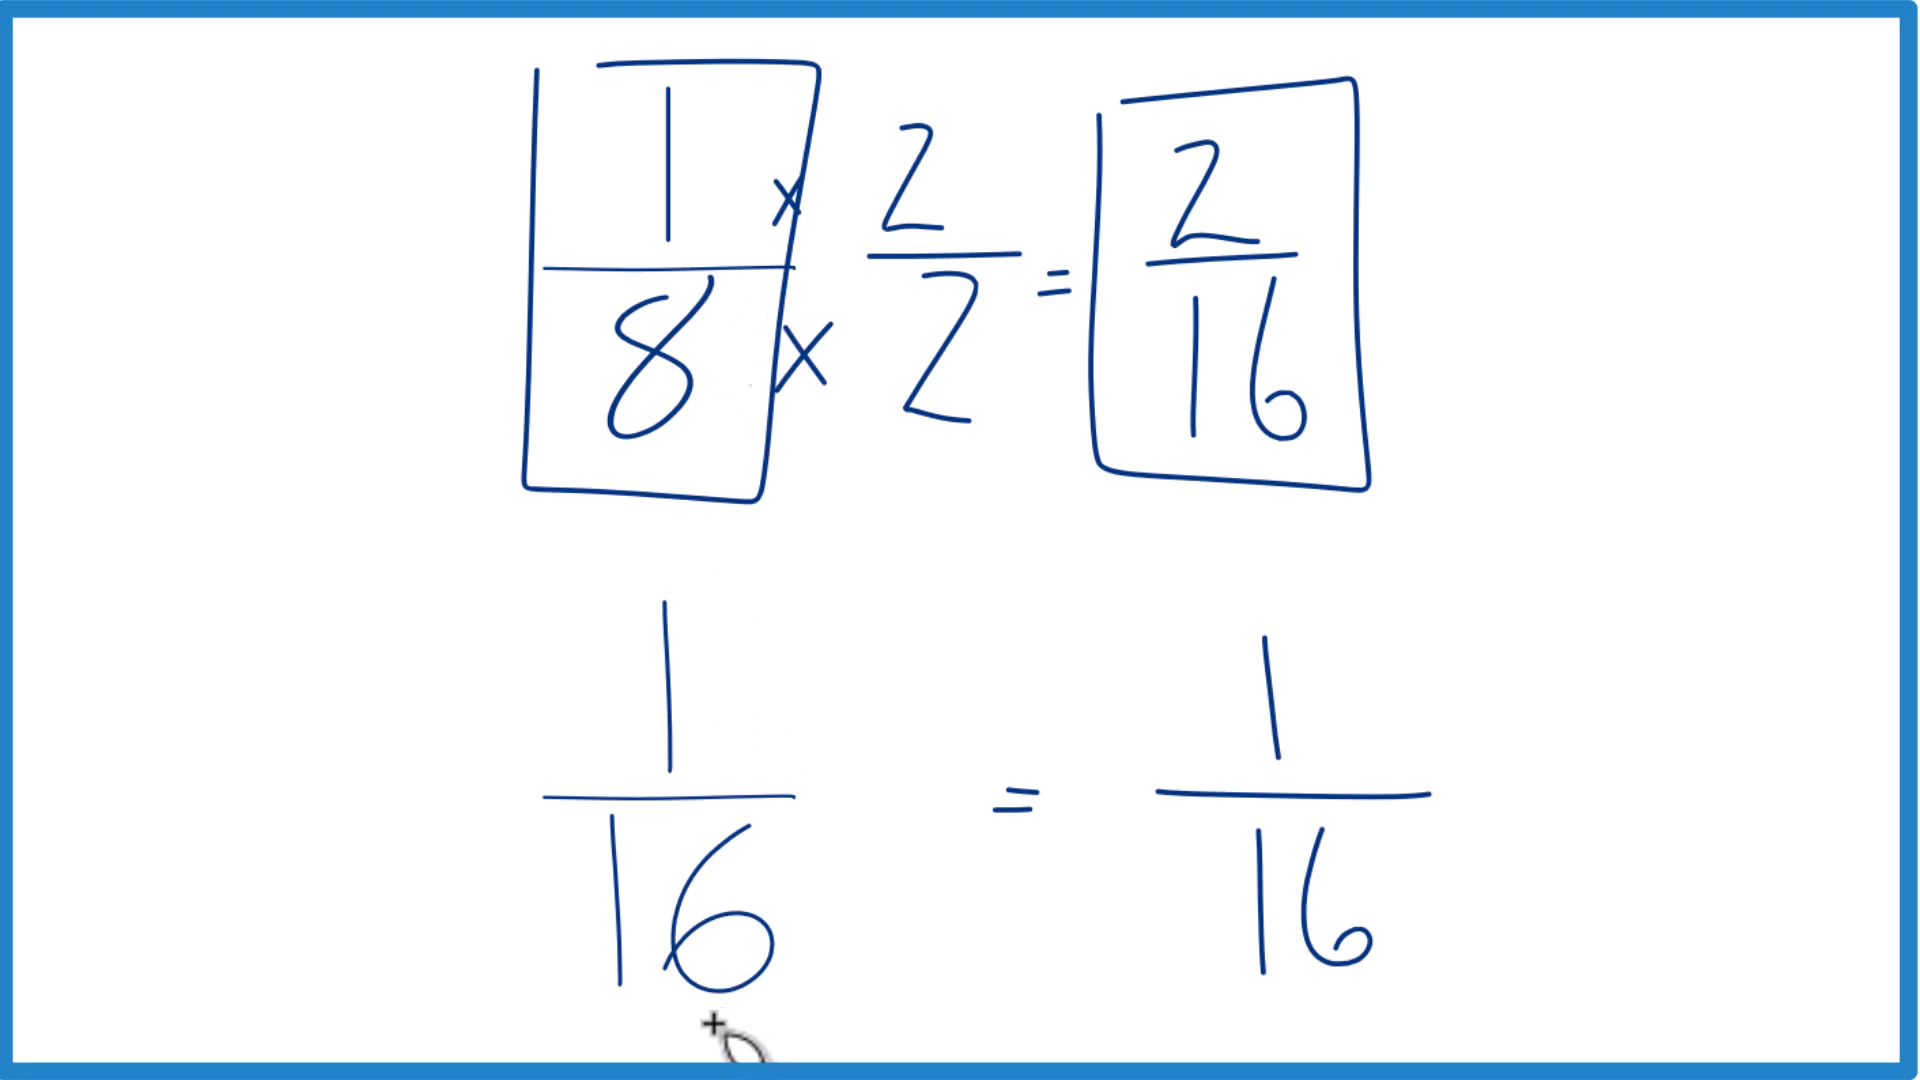 1/8 × 2/2 = 2/16
1/16 = 1/16